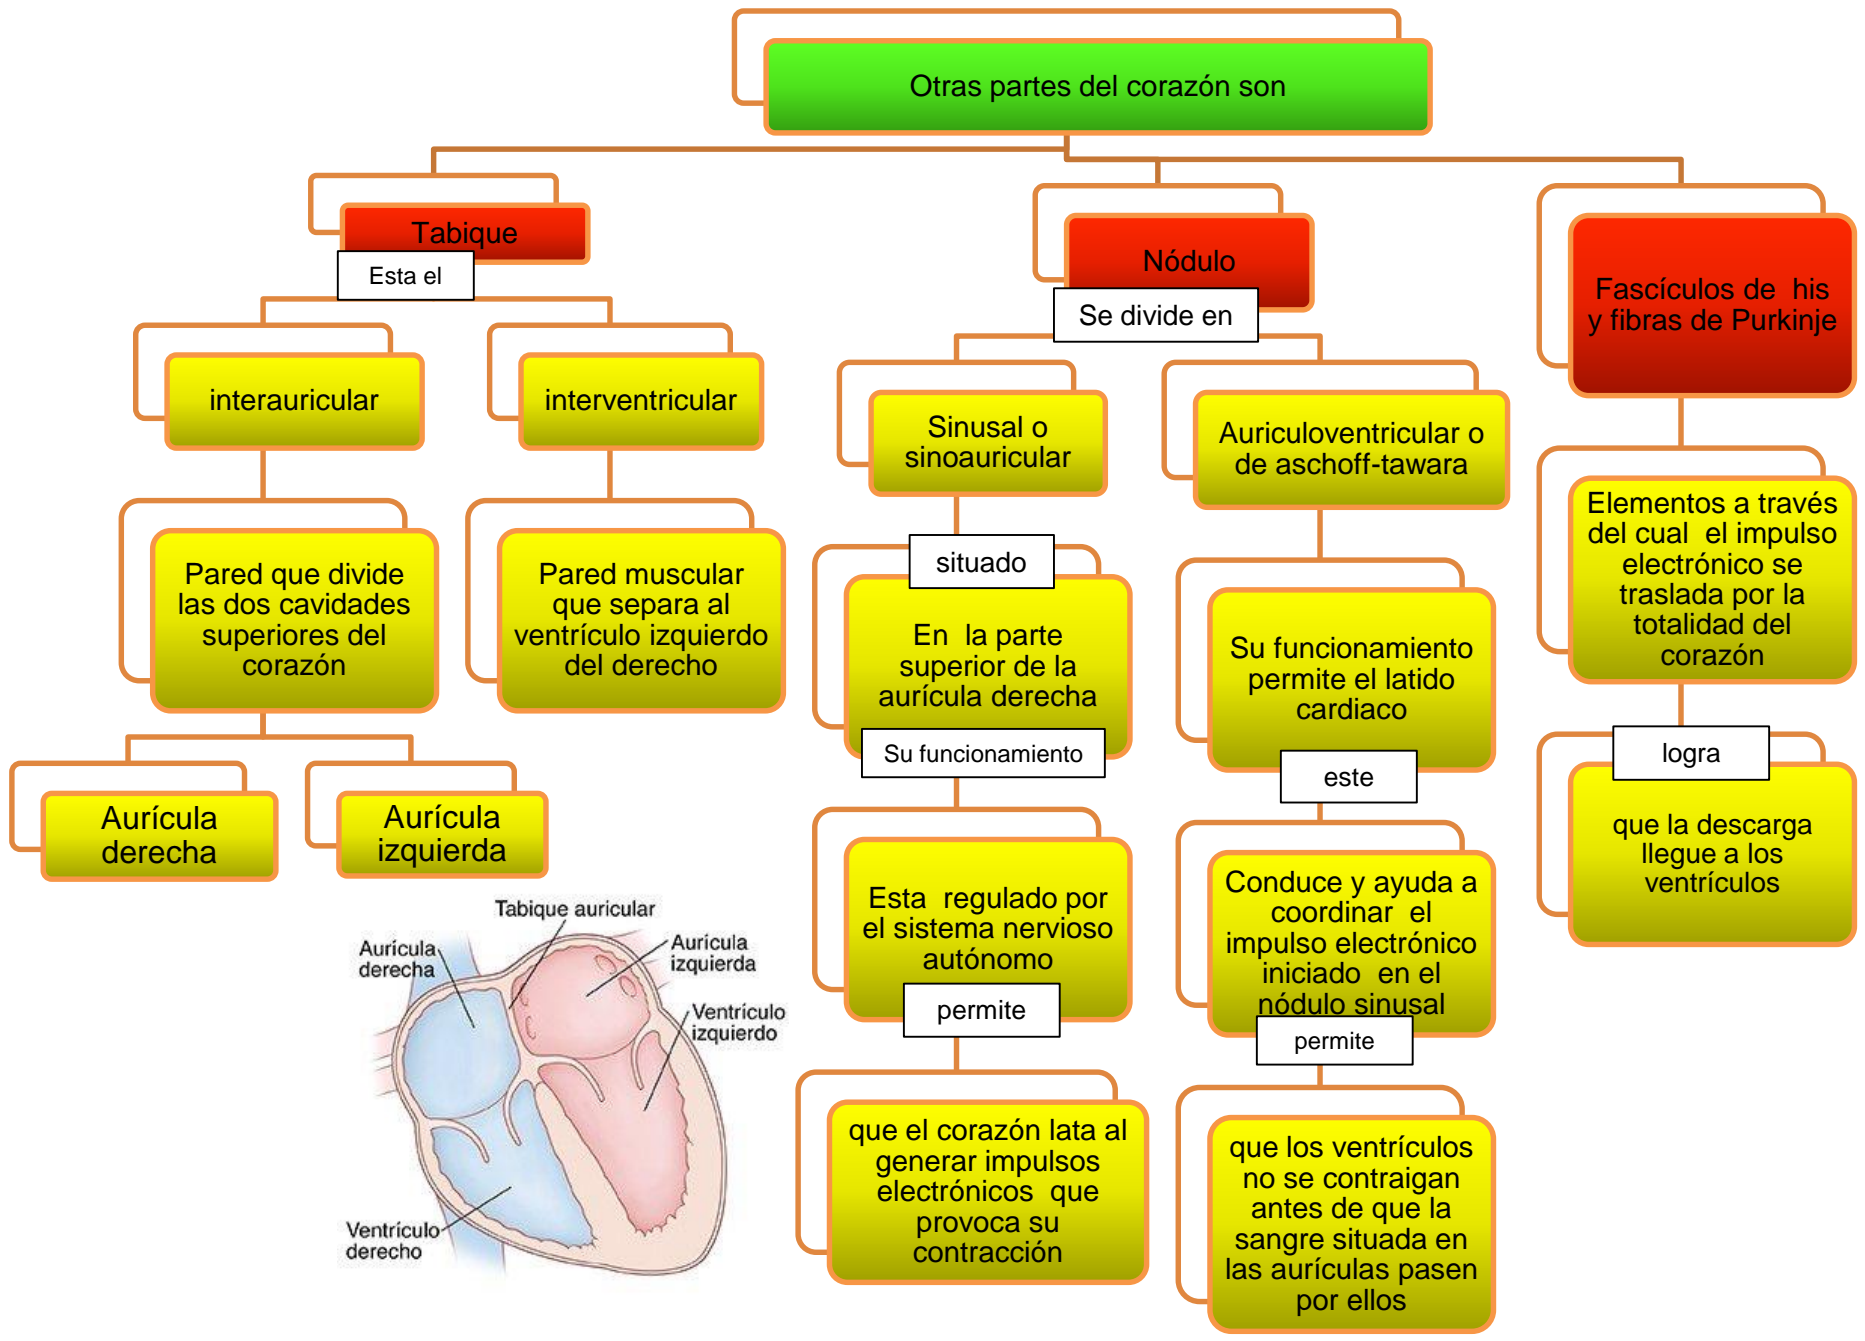 Otras partes del corazón son
Tabique
Esta el
interauricular
interventricular
Pared que divide
las dos cavidades
superiores del
corazón
Pared muscular
que separa al
ventrículo izquierdo
del derecho
Aurícula
derecha
Aurícula
izquierda
Nódulo
Se divide en
Sinusal o
sinoauricular
situado
En la parte
superior de la
aurícula derecha
Su funcionamiento
Esta regulado por
el sistema nervioso
autónomo
permite
que el corazón lata al
generar impulsos
electrónicos que
provoca su
contracción
Auriculoventricular o
de aschoff-tawara
Su funcionamiento
permite el latido
cardiaco
este
Conduce y ayuda a
coordinar el
impulso electrónico
iniciado en el
nódulo sinusal
permite
que los ventrículos
no se contraigan
antes de que la
sangre situada en
las aurículas pasen
por ellos
Fascículos de his
y fibras de Purkinje
Elementos a través
del cual el impulso
electrónico se
traslada por la
totalidad del
corazón
logra
que la descarga
llegue a los
ventrículos
Tabique auricular
Aurícula
derecha
Aurícula
izquierda
Ventrículo
izquierdo
Ventrículo
derecho